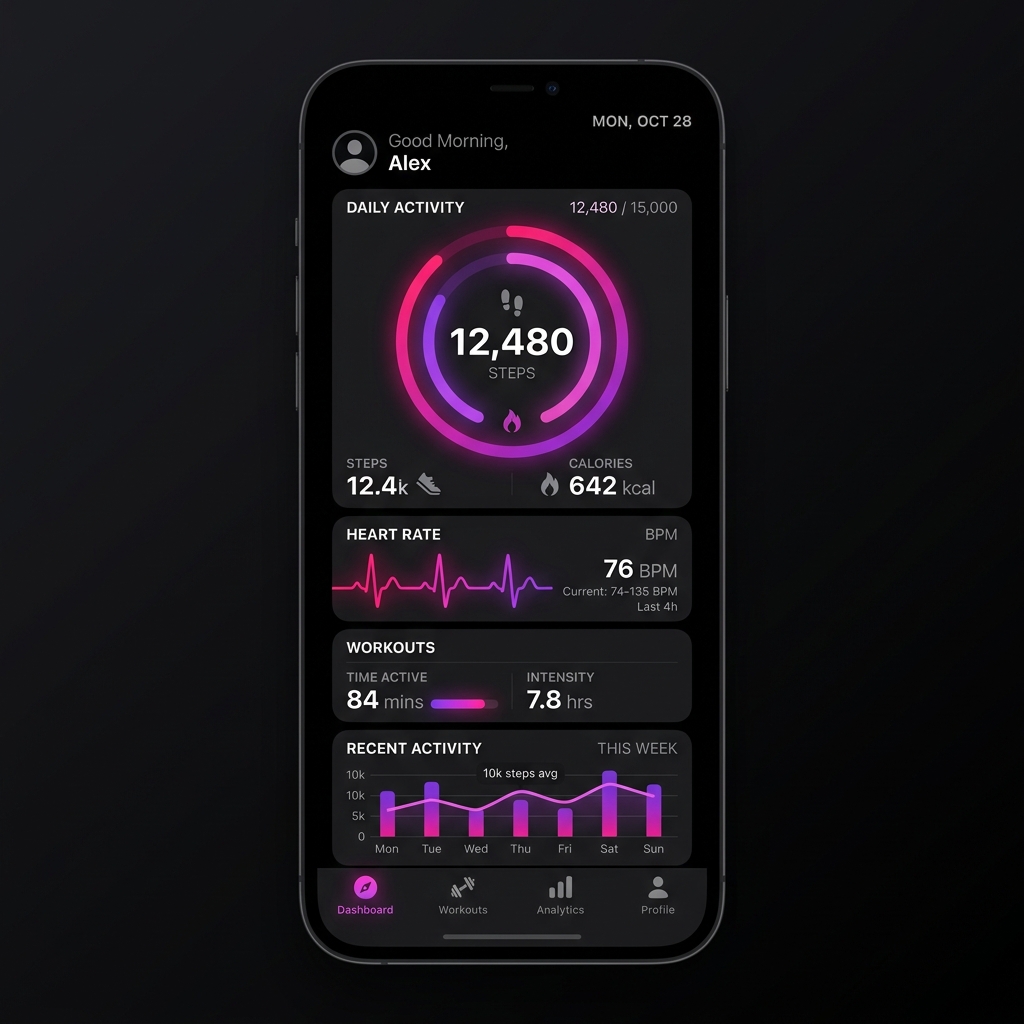 MON, OCT 28
Good Morning,
Alex
DAILY ACTIVITY 12,480 / 15,000
12,480
STEPS
STEPS CALORIES
12.4k 642 kcal
HEART RATE BPM
76 BPM
Current: 74-135 BPM
Last 4h
WORKOUTS
TIME ACTIVE INTENSITY
84 mins 7.8 hrs
RECENT ACTIVITY THIS WEEK
10k steps avg
10k
10k
5k
0
Mon Tue Wed Thu Fri Sat Sun
Dashboard Workouts Analytics Profile